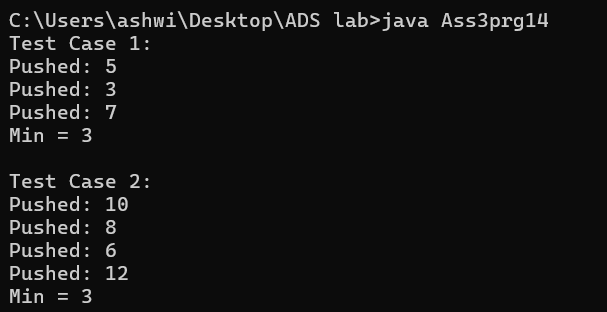 C:\Users\ashwi\Desktop\ADS lab>java Ass3prg14
Test Case 1:
Pushed: 5
Pushed: 3
Pushed: 7
Min = 3

Test Case 2:
Pushed: 10
Pushed: 8
Pushed: 6
Pushed: 12
Min = 3